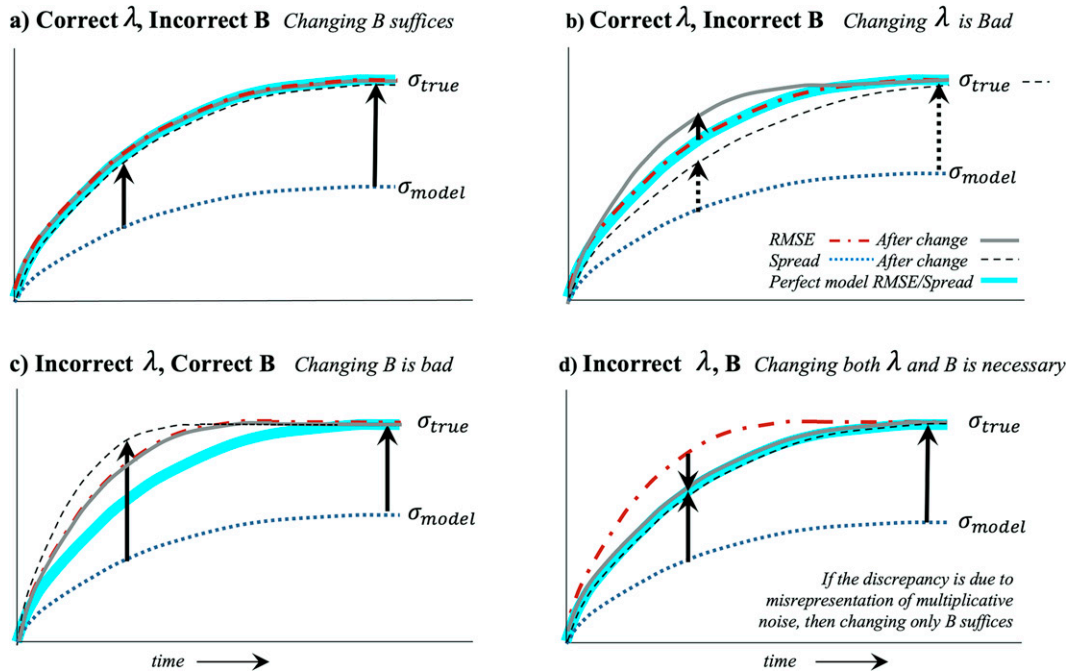 a) Correct λ, Incorrect B Changing B suffices
σtrue
σmodel
b) Correct λ, Incorrect B Changing λ is Bad
σtrue
σmodel
RMSE After change
Spread After change
Perfect model RMSE/Spread
c) Incorrect λ, Correct B Changing B is bad
σtrue
σmodel
time
d) Incorrect λ, B Changing both λ and B is necessary
σtrue
σmodel
If the discrepancy is due to
misrepresentation of multiplicative
noise, then changing only B suffices
time